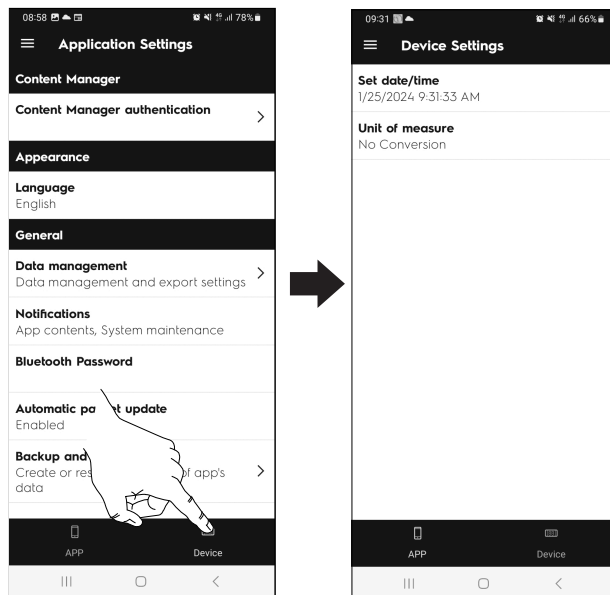 08:58 78%
Application Settings
Content Manager
Content Manager authentication
Appearance
Language
English
General
Data management
Data management and export settings
Notifications
App contents, System maintenance
Bluetooth Password
Automatic update
Enabled
Backup and
Create or of app's
data
APP Device
09:31 66%
Device Settings
Set date/time
1/25/2024 9:31:33 AM
Unit of measure
No Conversion
APP Device